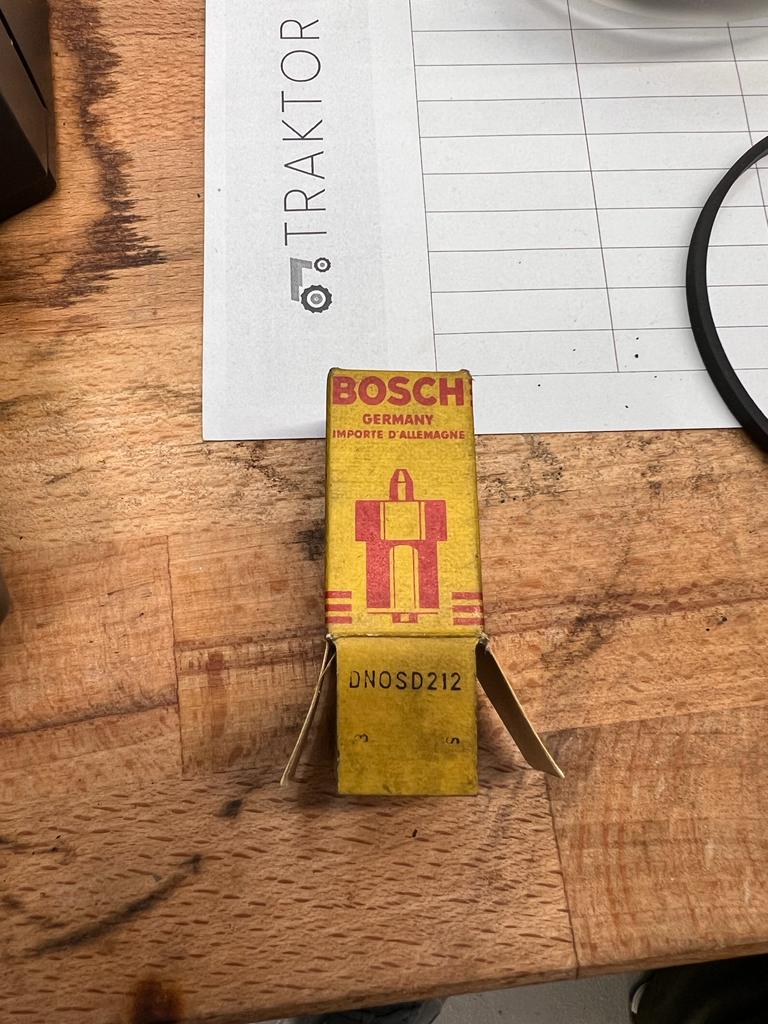 TRAKTOR
BOSCH
GERMANY
IMPORTE D'ALLEMAGNE
DNOSD212